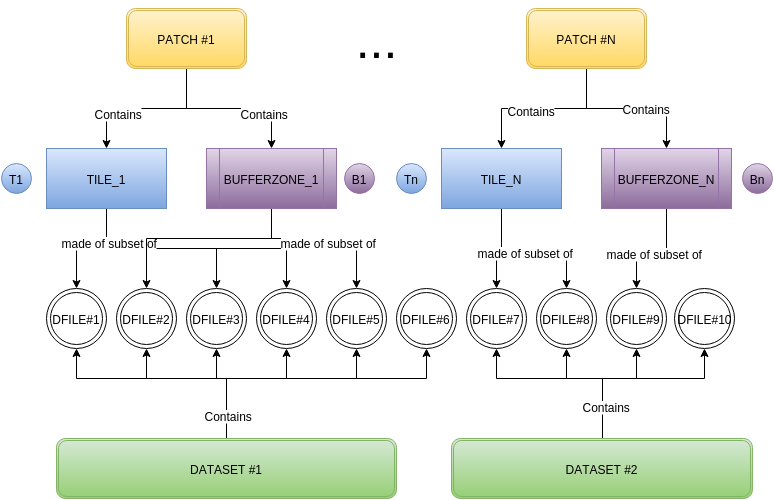 PATCH #1
...
PATCH #N
Contains
Contains
Contains
Contains
T1
TILE_1
BUFFERZONE_1
B1
Tn
TILE_N
BUFFERZONE_N
Bn
made of subset of
made of subset of
made of subset of
made of subset of
DFILE#1
DFILE#2
DFILE#3
DFILE#4
DFILE#5
DFILE#6
DFILE#7
DFILE#8
DFILE#9
DFILE#10
Contains
Contains
DATASET #1
DATASET #2